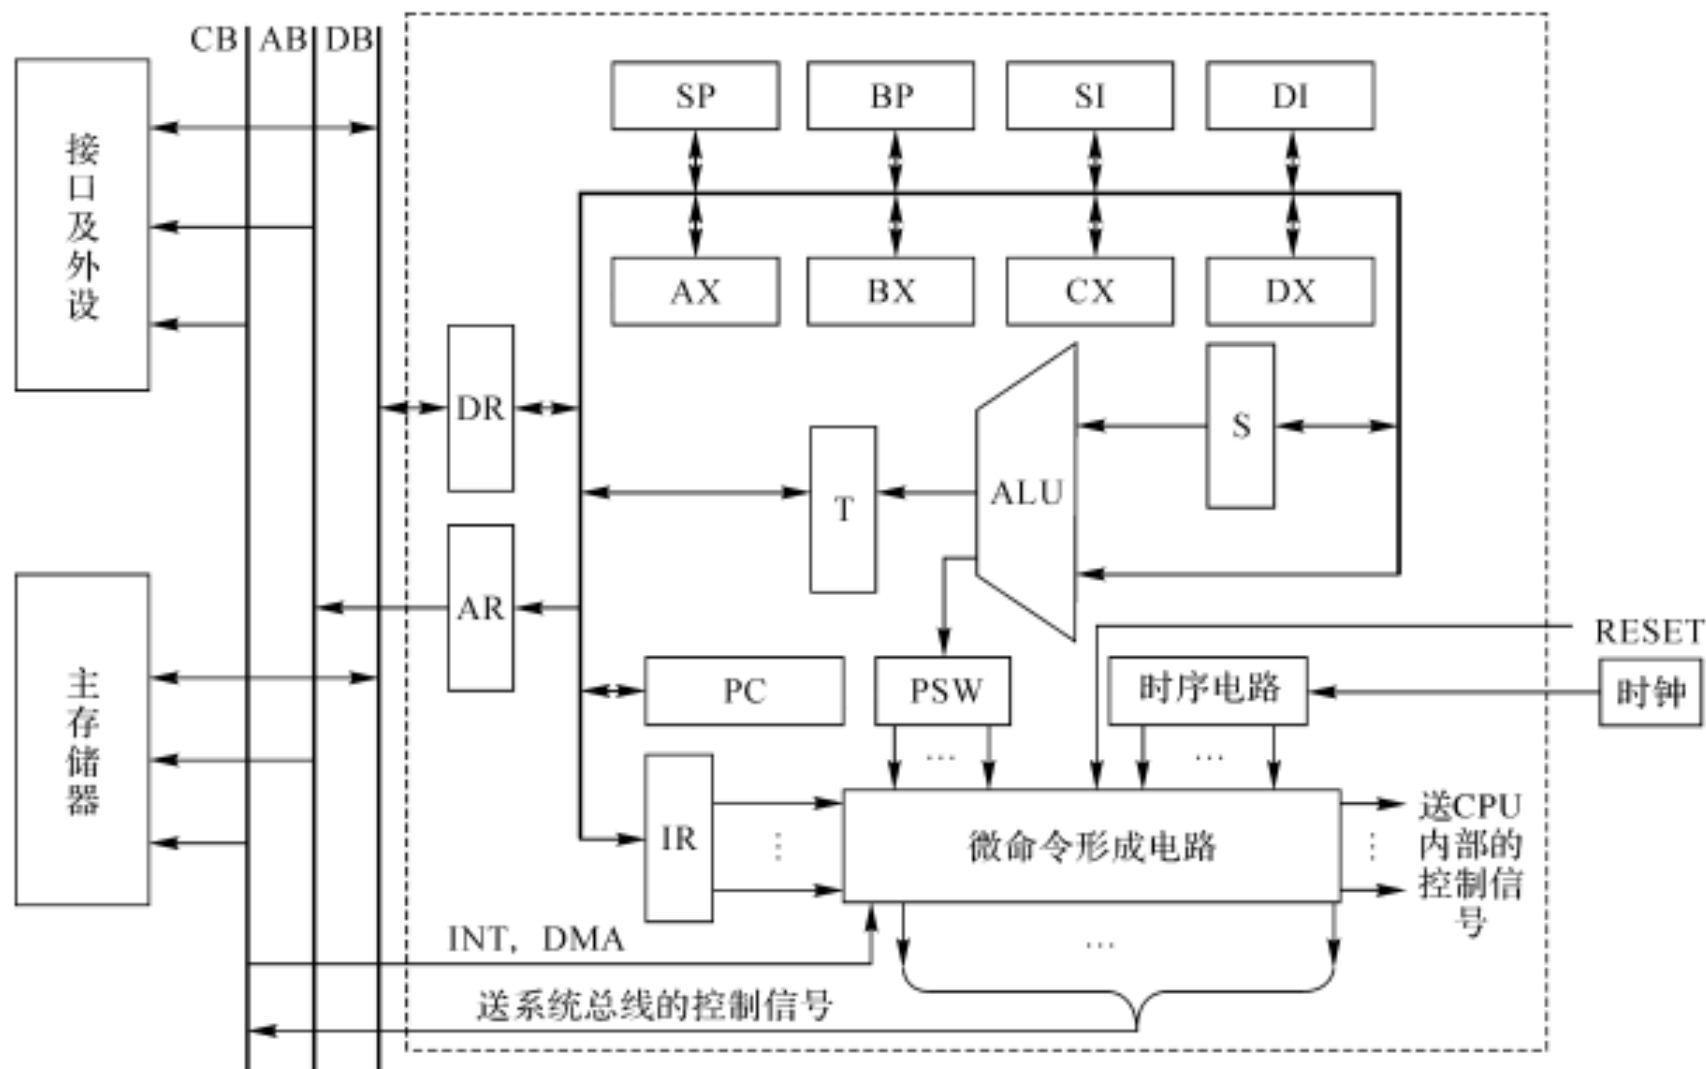 CB AB DB
SP BP SI DI
接口及外设
AX BX CX DX
DR
S
ALU
T
AR
RESET
主存储器
PC PSW 时序电路 时钟
… …
IR 微命令形成电路 送CPU
内部的
控制信
号
INT, DMA …
送系统总线的控制信号